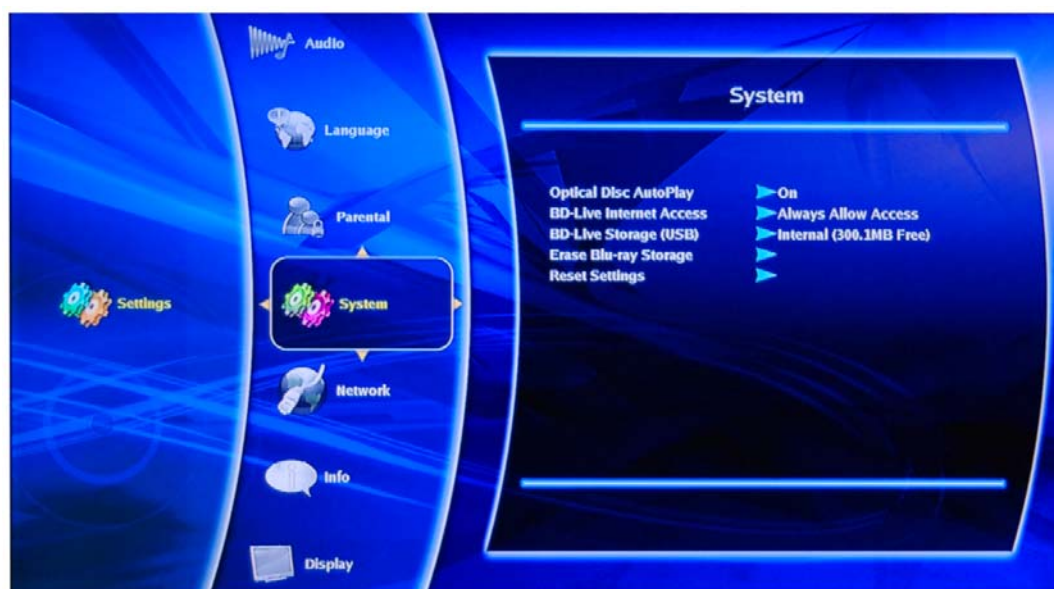 Settings
Audio
Language
Parental
System
Network
Info
Display
System
Optical Disc AutoPlay On
BD-Live Internet Access Always Allow Access
BD-Live Storage (USB) Internal (300.1MB Free)
Erase Blu-ray Storage
Reset Settings